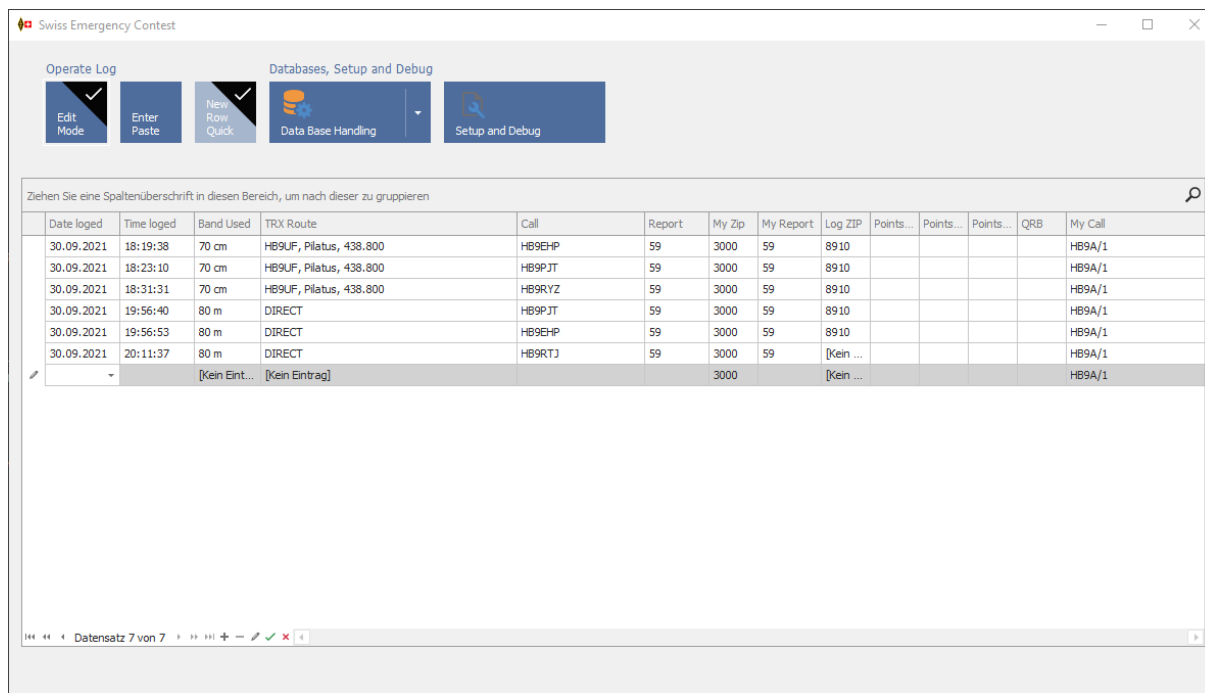 Swiss Emergency Contest
Operate Log
Databases, Setup and Debug
Edit Mode
Enter Paste
New Row Quick
Data Base Handling
Setup and Debug
Ziehen Sie eine Spaltenüberschrift in diesen Bereich, um nach dieser zu gruppieren
Date loged Time loged Band Used TRX Route Call Report My Zip My Report Log ZIP Points... Points... Points... QRB My Call
30.09.2021 18:19:38 70 cm HB9UF, Pilatus, 438.800 HB9EHP 59 3000 59 8910 HB9A/1
30.09.2021 18:23:10 70 cm HB9UF, Pilatus, 438.800 HB9PJT 59 3000 59 8910 HB9A/1
30.09.2021 18:31:31 70 cm HB9UF, Pilatus, 438.800 HB9RYZ 59 3000 59 8910 HB9A/1
30.09.2021 19:56:40 80 m DIRECT HB9PJT 59 3000 59 8910 HB9A/1
30.09.2021 19:56:53 80 m DIRECT HB9EHP 59 3000 59 8910 HB9A/1
30.09.2021 20:11:37 80 m DIRECT HB9RTJ 59 3000 59 [Kein ... HB9A/1
[Kein Eint... [Kein Eintrag] 3000 [Kein ... HB9A/1
Datensatz 7 von 7